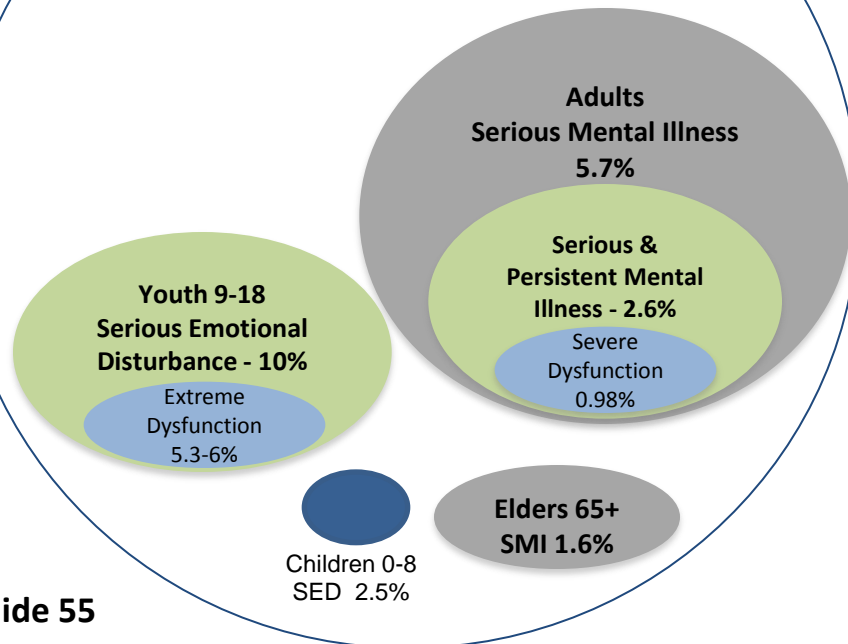 Adults
Serious Mental Illness
5.7%
Serious &
Persistent Mental
Illness - 2.6%
Severe
Dysfunction
0.98%
Youth 9-18
Serious Emotional
Disturbance - 10%
Extreme
Dysfunction
5.3-6%
Elders 65+
SMI 1.6%
Children 0-8
SED 2.5%
ide 55